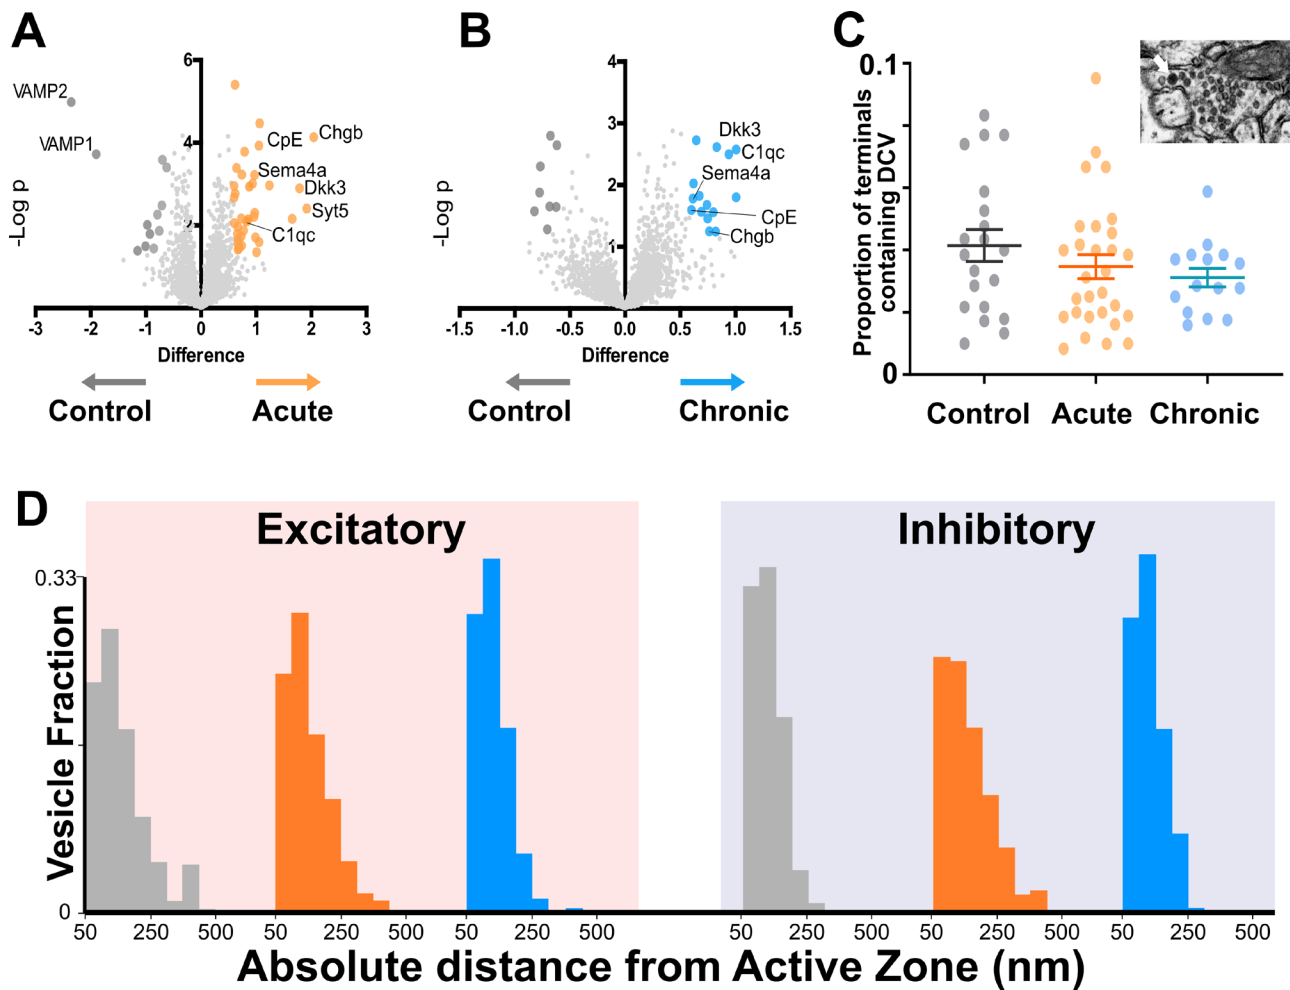 A
6
4
2
0
-Log p
VAMP2
VAMP1
CpE
Chgb
Sema4a
Dkk3
Syt5
C1qc
-3 -2 -1 0 1 2 3
Difference
Control Acute
B
4
3
2
1
-Log p
Dkk3
C1qc
Sema4a
CpE
Chgb
-1.5 -1.0 -0.5 0.0 0.5 1.0 1.5
Difference
Control Chronic
C
0.1
0
Proportion of terminals
containing DCV
Control Acute Chronic
D
Excitatory Inhibitory
0.33
0
Vesicle Fraction
50 250 500 50 250 500 50 250 500 50 250 500 50 250 500 50 250 500
Absolute distance from Active Zone (nm)